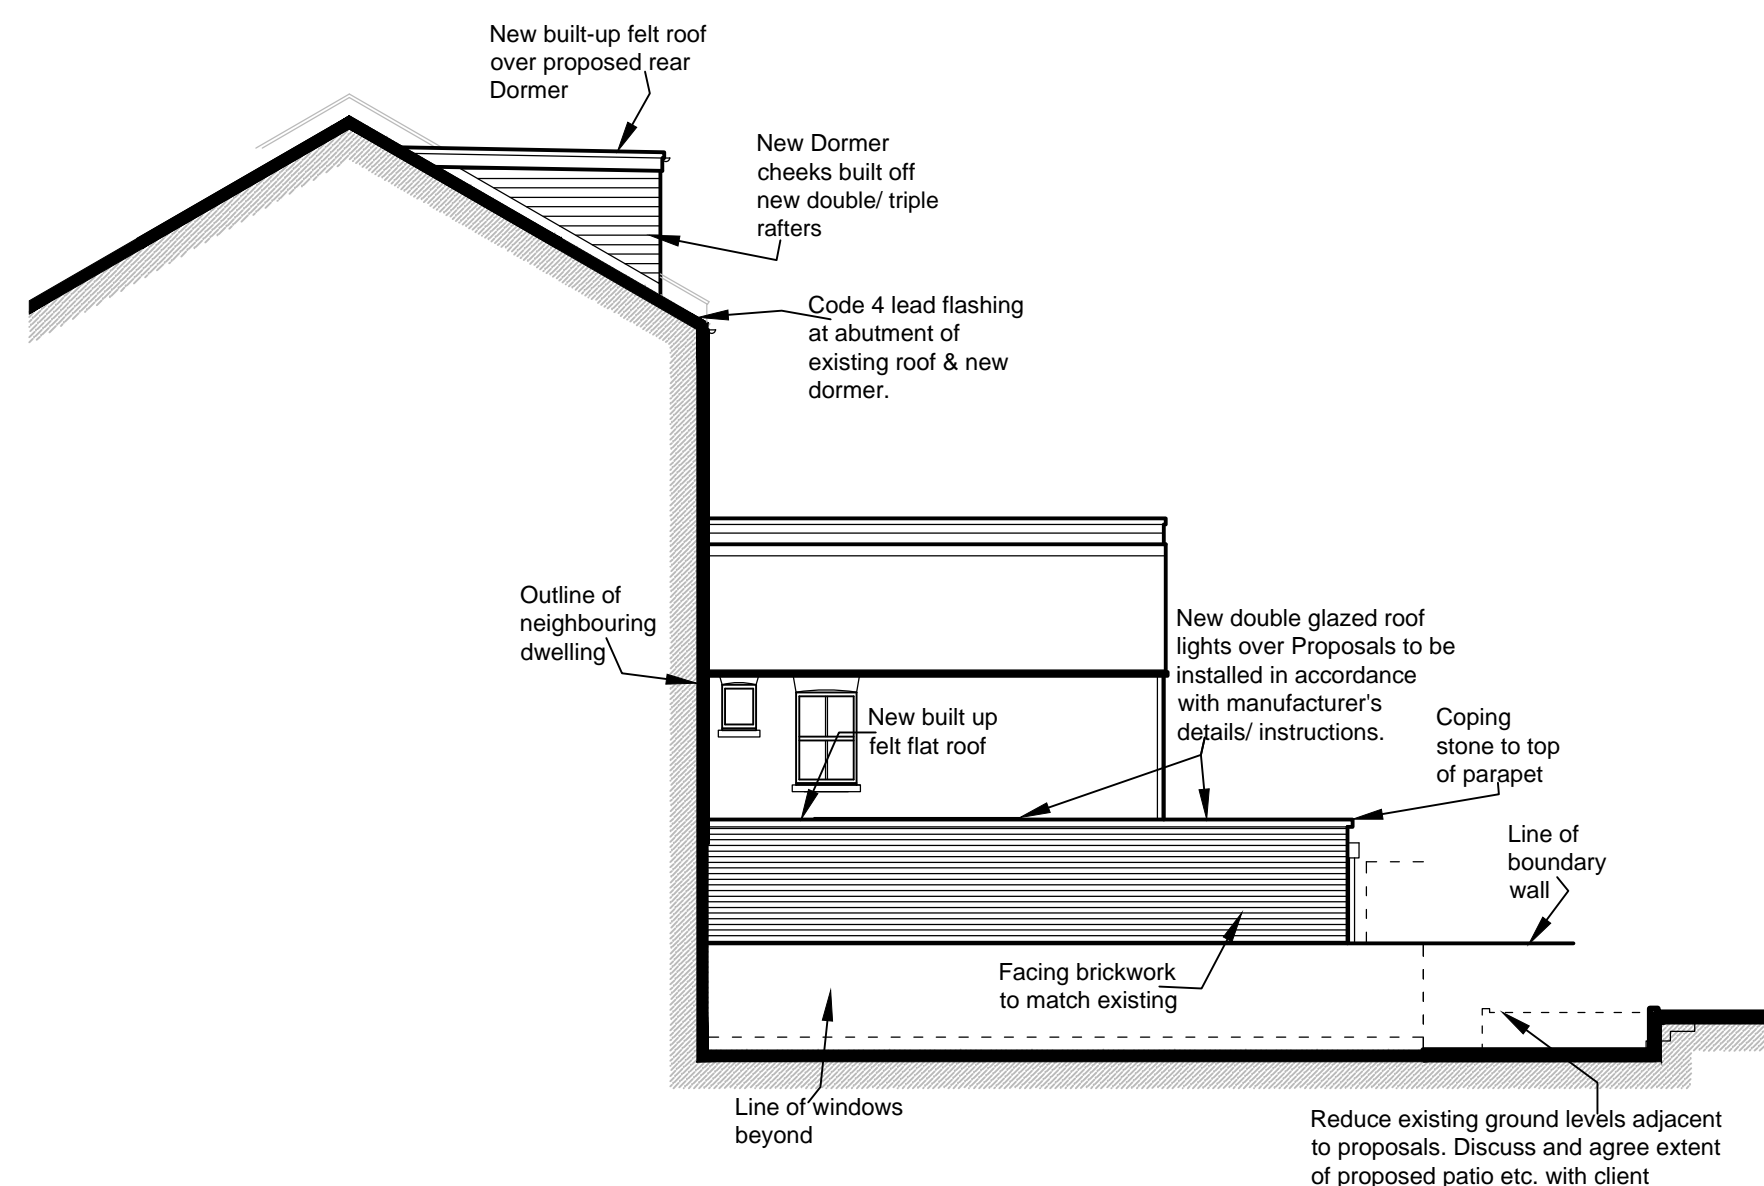 New built-up felt roof
over proposed rear
Dormer
New Dormer
cheeks built off
new double/ triple
rafters
Code 4 lead flashing
at abutment of
existing roof & new
dormer.
Outline of
neighbouring
dwelling
New double glazed roof
lights over Proposals to be
installed in accordance
with manufacturer's
details/ instructions.
New built up
felt flat roof
Coping
stone to top
of parapet
Line of
boundary
wall
Facing brickwork
to match existing
Line of windows
beyond
Reduce existing ground levels adjacent
to proposals. Discuss and agree extent
of proposed patio etc. with client